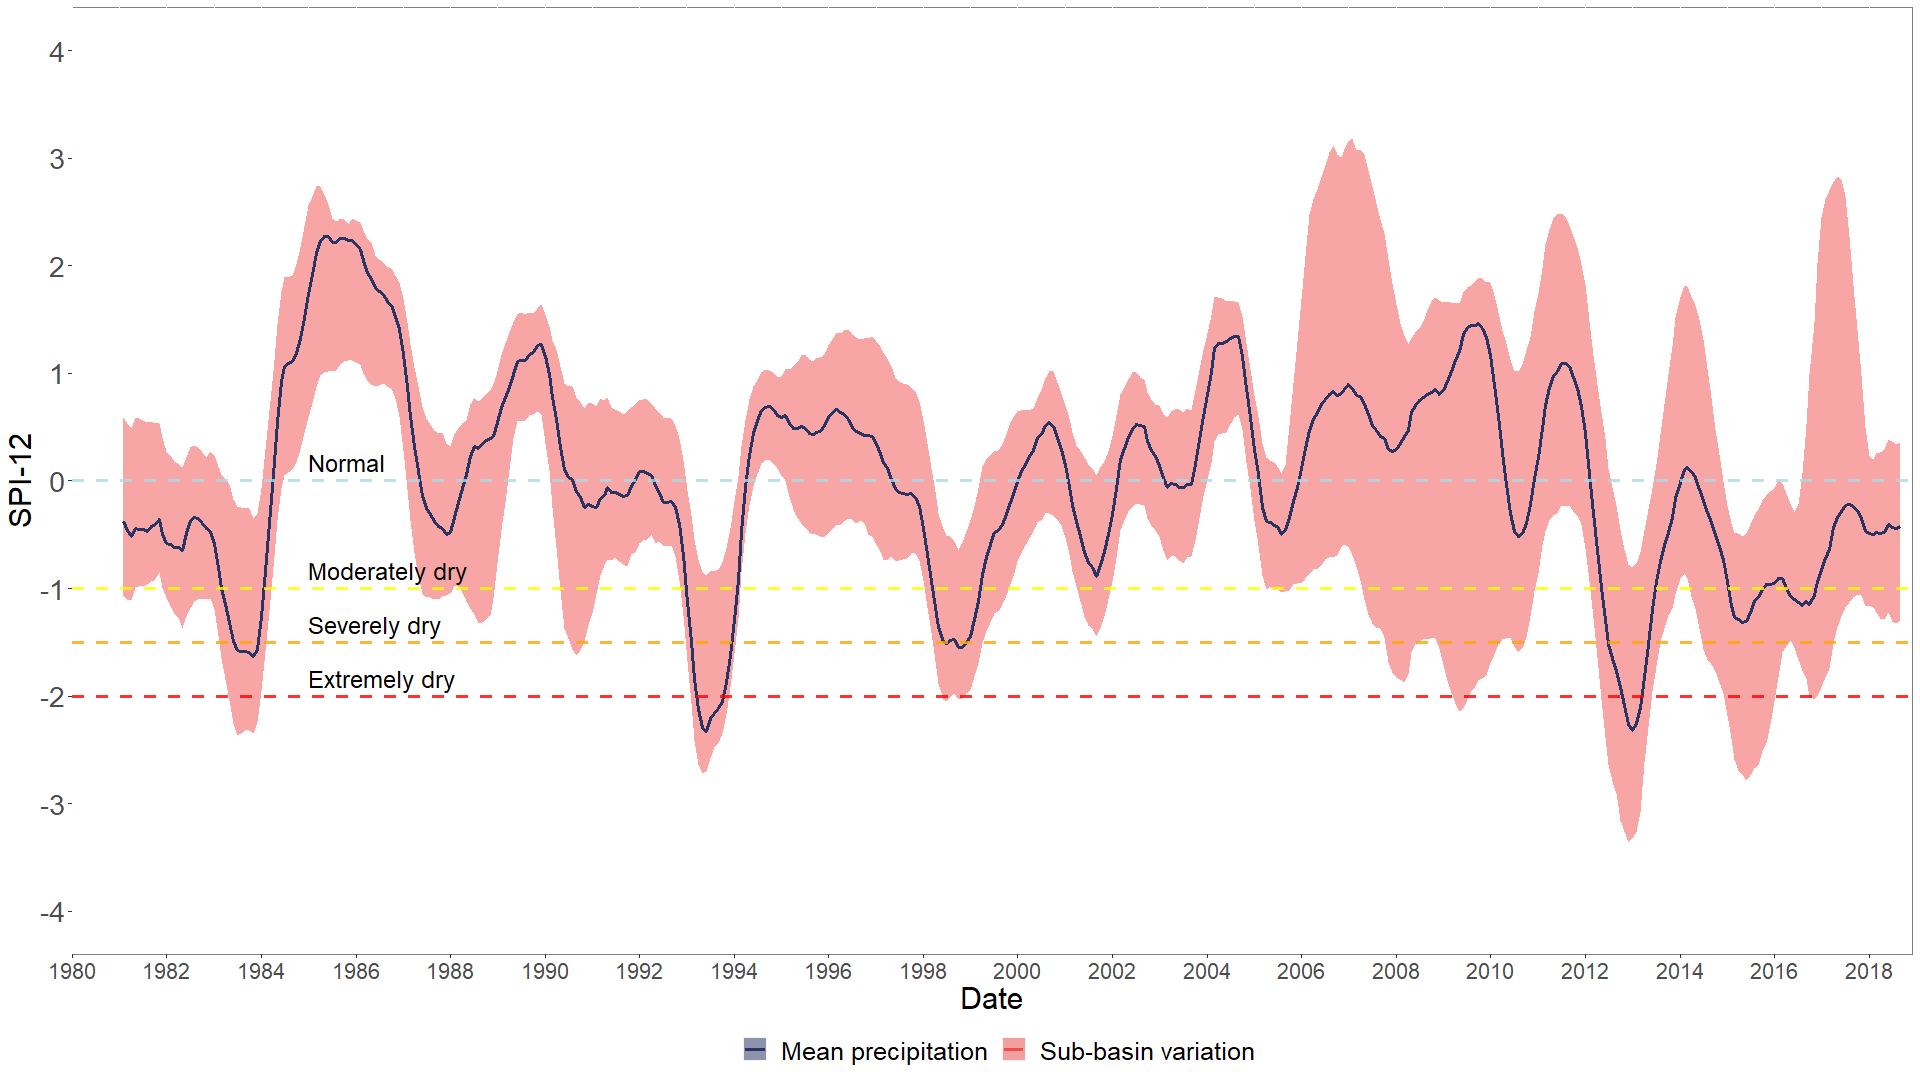 4
3
2
1
0
-1
-2
-3
-4
SPI-12
Normal
Moderately dry
Severely dry
Extremely dry
1980 1982 1984 1986 1988 1990 1992 1994 1996 1998 2000 2002 2004 2006 2008 2010 2012 2014 2016 2018
Date
Mean precipitation Sub-basin variation